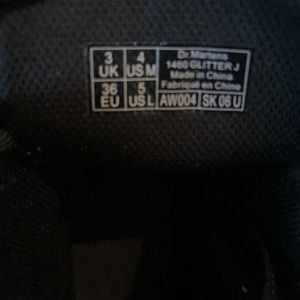 3 UK
4 US M
36 EU
5 US L
Dr.Martens
1460 GLITTER J
Made in China
Fabriqué en Chine
AW004
SK 06 U